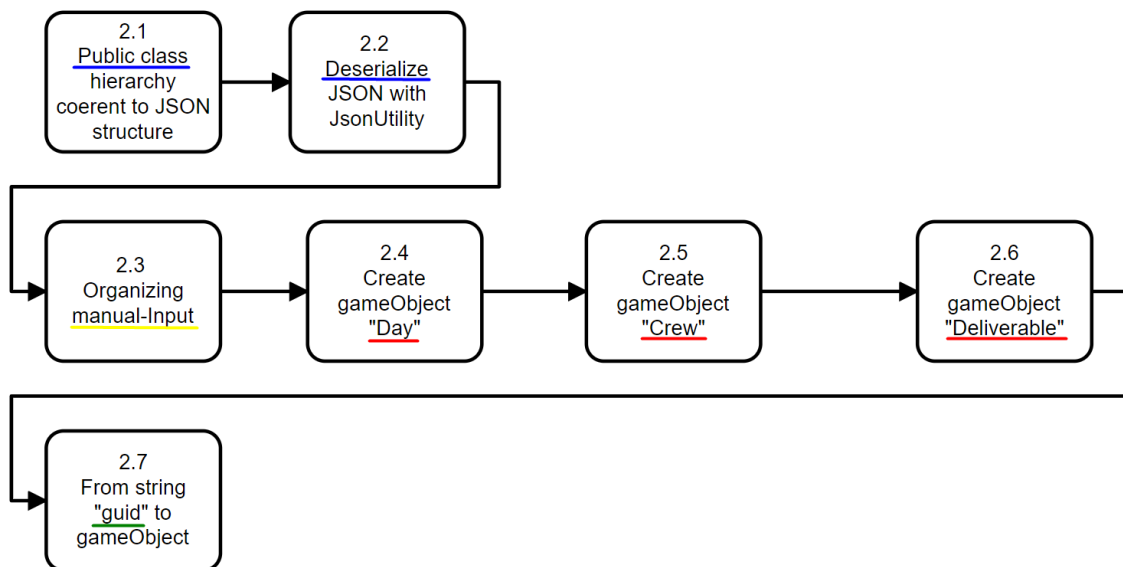 2.1
Public class
hierarchy
coerent to JSON
structure
2.2
Deserialize
JSON with
JsonUtility
2.3
Organizing
manual-Input
2.4
Create
gameObject
"Day"
2.5
Create
gameObject
"Crew"
2.6
Create
gameObject
"Deliverable"
2.7
From string
"guid" to
gameObject